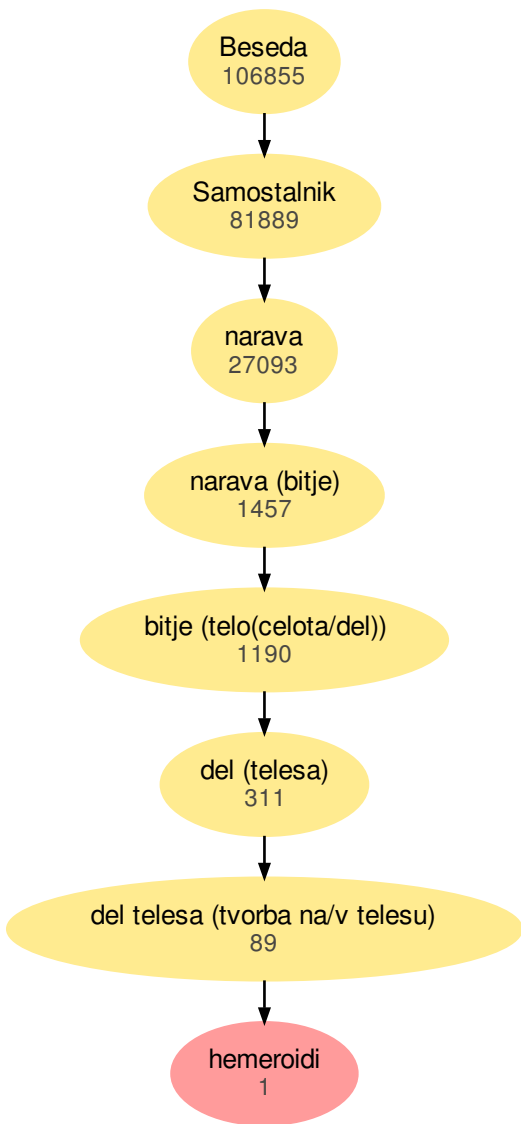 Beseda
106855
Samostalnik
81889
narava
27093
narava (bitje)
1457
bitje (telo(celota/del))
1190
del (telesa)
311
del telesa (tvorba na/v telesu)
89
hemeroidi
1